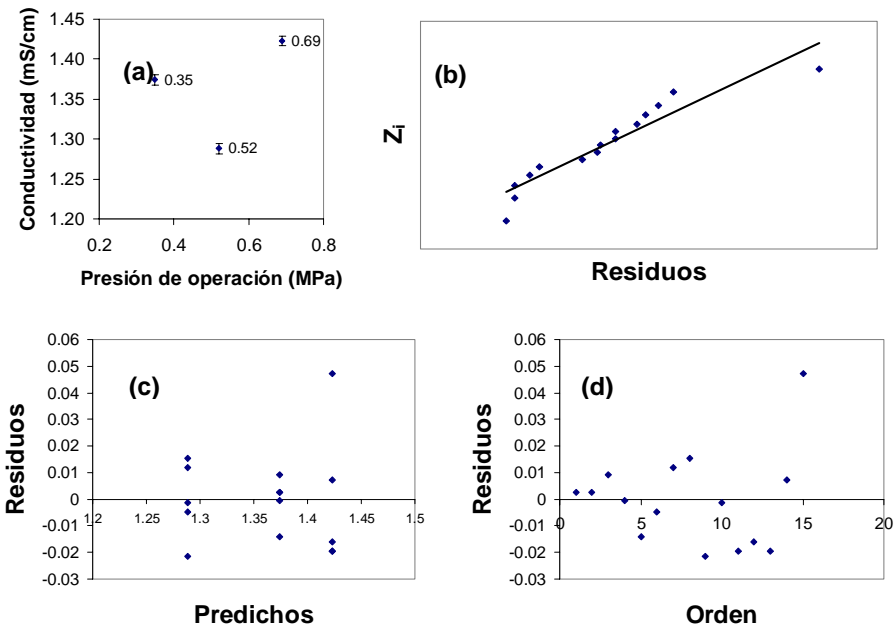 (a)
Conductividad (mS/cm)
1.45
1.40
1.35
1.30
1.25
1.20
0.69
0.35
0.52
0.2 0.4 0.6 0.8
Presión de operación (MPa)
(b)
Zi
Residuos
(c)
Residuos
0.06
0.05
0.04
0.03
0.02
0.01
0
-0.01
-0.02
-0.03
1.2 1.25 1.3 1.35 1.4 1.45 1.5
Predichos
(d)
Residuos
0.06
0.05
0.04
0.03
0.02
0.01
0
-0.01
-0.02
-0.03
0 5 10 15 20
Orden